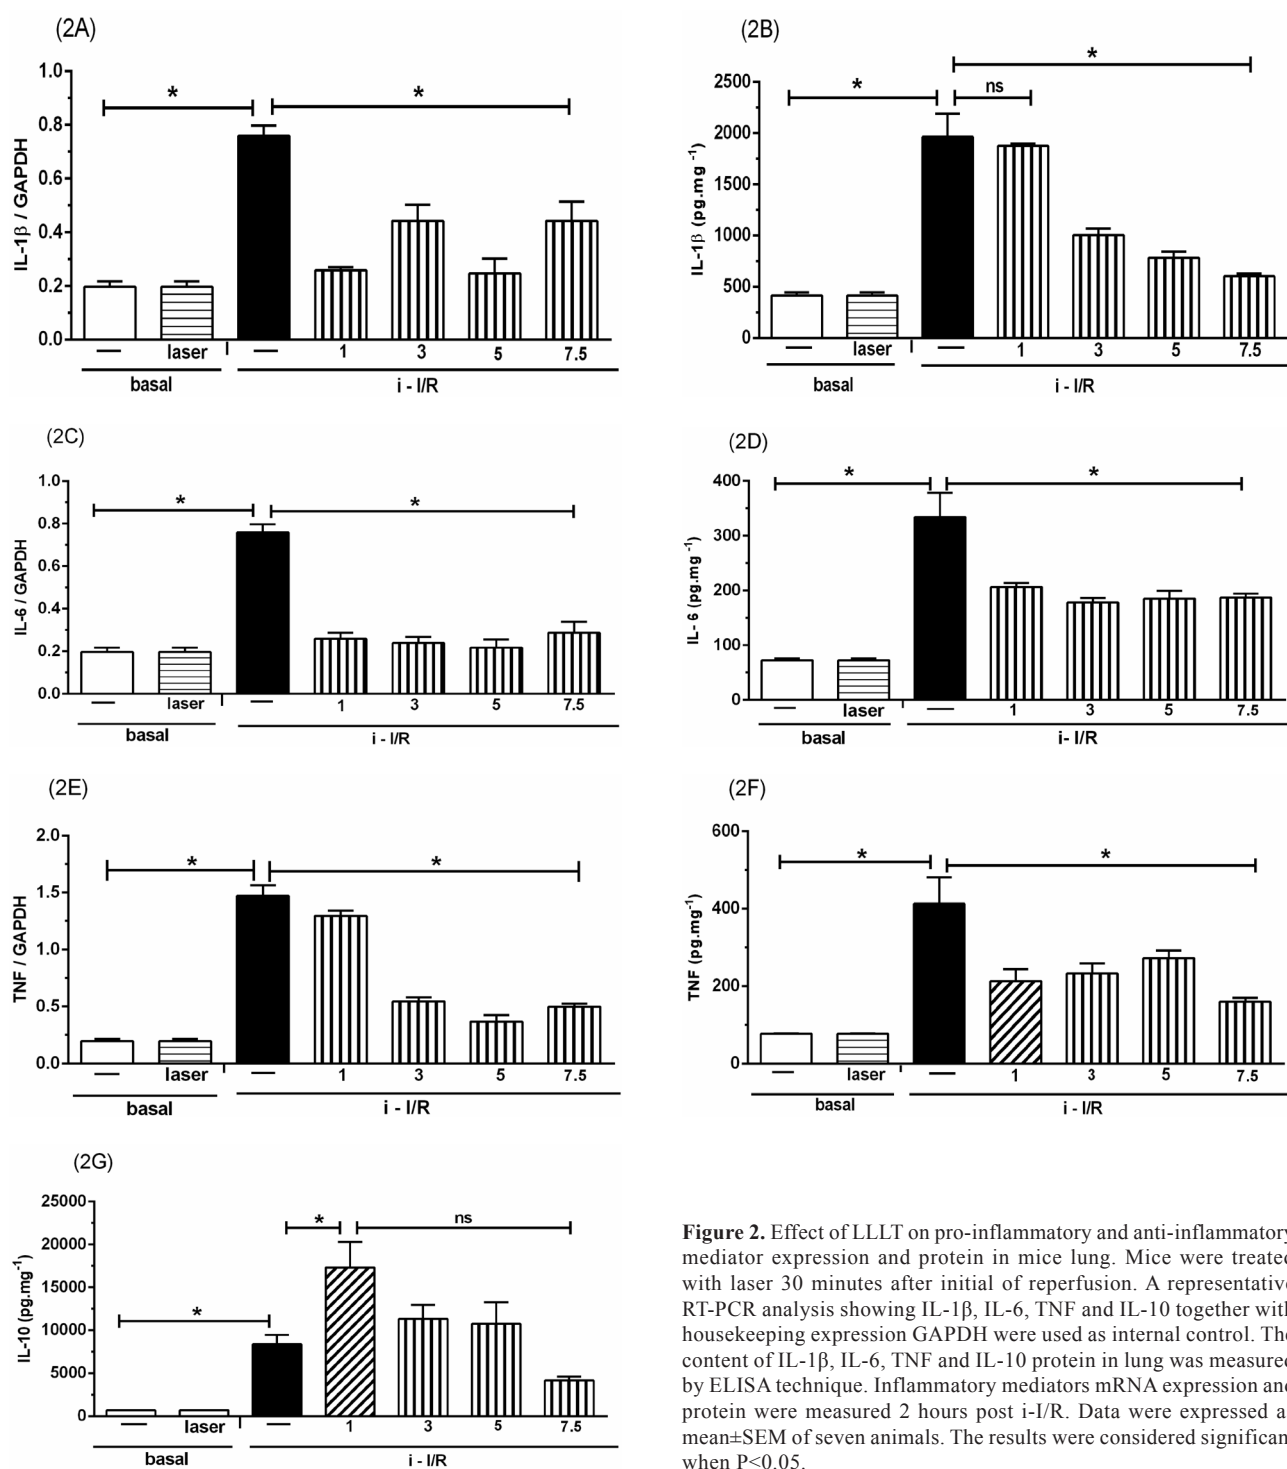 (2A)
1.0
0.8
0.6
0.4
0.2
0.0
IL-1β / GAPDH
*
*
laser
1
3
5
7.5
basal
i - I/R
(2B)
2500
2000
1500
1000
500
0
IL-1β (pg.mg⁻¹)
*
*
ns
laser
1
3
5
7.5
basal
i - I/R
(2C)
1.0
0.8
0.6
0.4
0.2
0.0
IL-6 / GAPDH
*
*
laser
1
3
5
7.5
basal
i - I/R
(2D)
400
300
200
100
0
IL- 6 (pg.mg⁻¹)
*
*
laser
1
3
5
7.5
basal
i- I/R
(2E)
2.0
1.5
1.0
0.5
0.0
TNF / GAPDH
*
*
laser
1
3
5
7.5
basal
i - I/R
(2F)
600
400
200
0
TNF (pg.mg⁻¹)
*
*
laser
1
3
5
7.5
basal
i - I/R
(2G)
25000
20000
15000
10000
5000
0
IL-10 (pg.mg⁻¹)
*
*
ns
laser
1
3
5
7.5
basal
i - I/R
Figure 2. Effect of LLLT on pro-inflammatory and anti-inflammatory
mediator expression and protein in mice lung. Mice were treated
with laser 30 minutes after initial of reperfusion. A representative
RT-PCR analysis showing IL-1β, IL-6, TNF and IL-10 together with
housekeeping expression GAPDH were used as internal control. The
content of IL-1β, IL-6, TNF and IL-10 protein in lung was measured
by ELISA technique. Inflammatory mediators mRNA expression and
protein were measured 2 hours post i-I/R. Data were expressed a
mean±SEM of seven animals. The results were considered significan
when P<0.05.